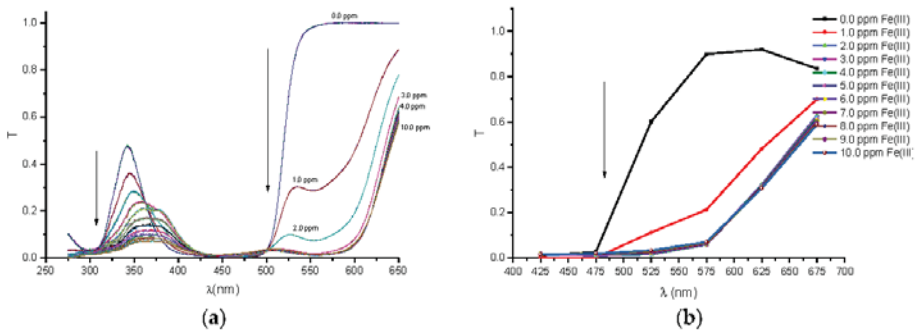 1.0
0.8
0.6
0.4
0.2
0.0
T
250
300
350
400
450
500
550
600
650
λ(nm)
0.0 ppm
1.0 ppm
2.0 ppm
3.0 ppm
4.0 ppm
10.0 ppm
(a)
1.0
0.8
0.6
0.4
0.2
0.0
T
400
425
450
475
500
525
550
575
600
625
650
675
700
λ (nm)
0.0 ppm Fe(III)
1.0 ppm Fe(III)
2.0 ppm Fe(III)
3.0 ppm Fe(III)
4.0 ppm Fe(III)
5.0 ppm Fe(III)
6.0 ppm Fe(III)
7.0 ppm Fe(III)
8.0 ppm Fe(III)
9.0 ppm Fe(III)
10.0 ppm Fe(III)
(b)